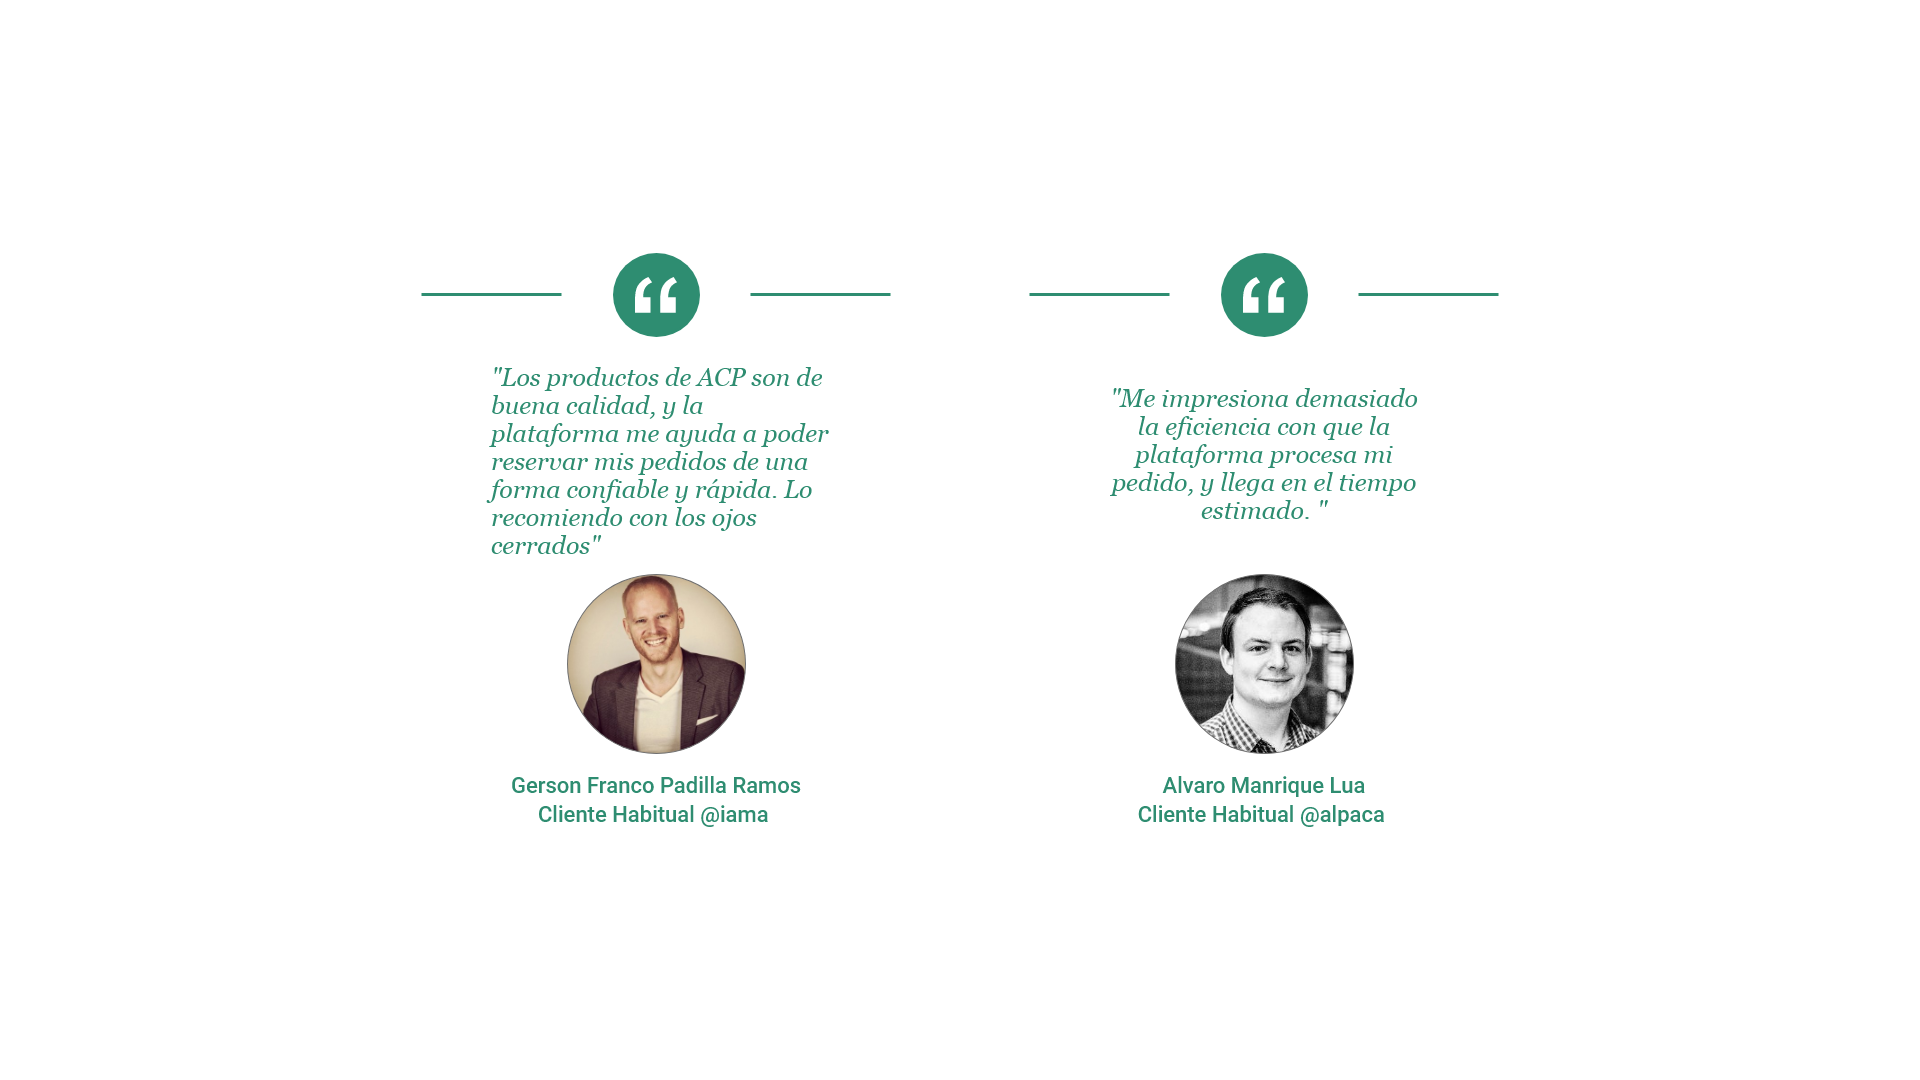 "Los productos de ACP son de
buena calidad, y la
plataforma me ayuda a poder
reservar mis pedidos de una
forma confiable y rápida. Lo
recomiendo con los ojos
cerrados"
Gerson Franco Padilla Ramos
Cliente Habitual @iama
"Me impresiona demasiado
la eficiencia con que la
plataforma procesa mi
pedido, y llega en el tiempo
estimado. "
Alvaro Manrique Lua
Cliente Habitual @alpaca